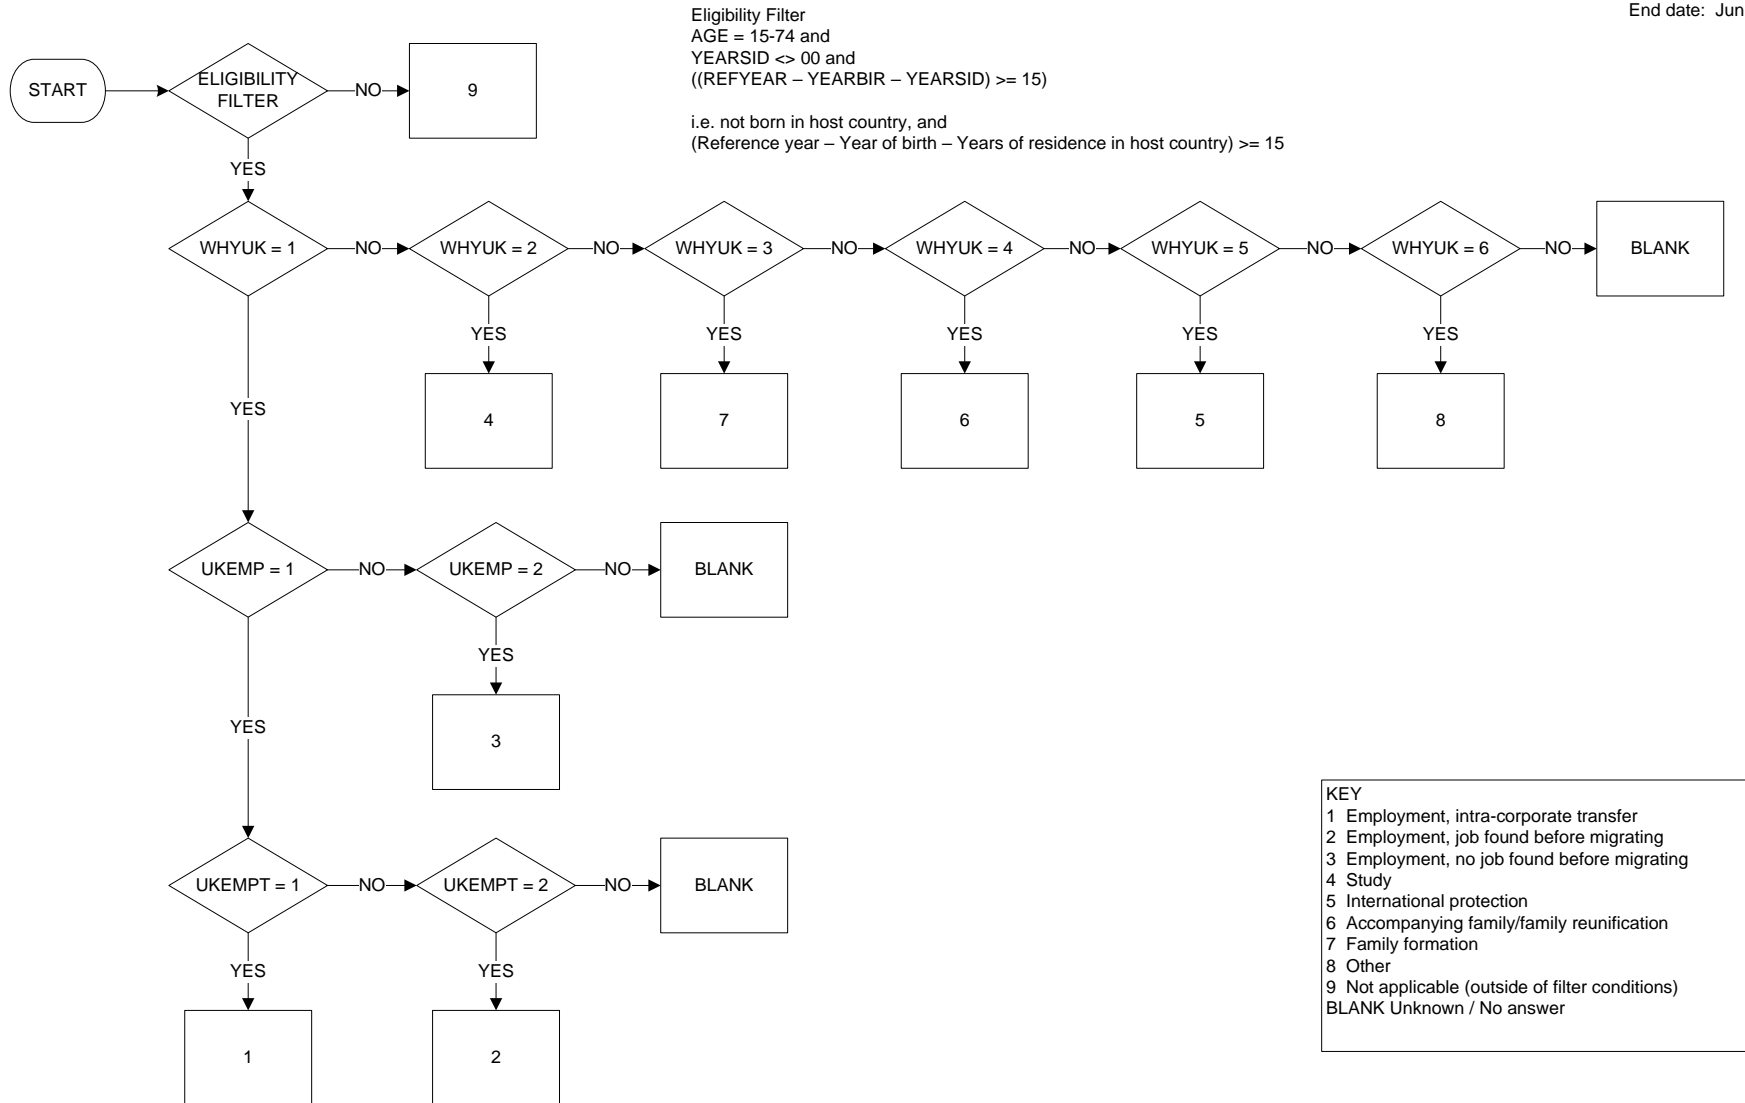 Eligibility Filter
AGE = 15-74 and
YEARSID <> 00 and
((REFYEAR – YEARBIR – YEARSID) >= 15)
i.e. not born in host country, and
(Reference year – Year of birth – Years of residence in host country) >= 15
End date: Jun
START
ELIGIBILITY
FILTER
NO
9
YES
WHYUK = 1
NO
WHYUK = 2
NO
WHYUK = 3
NO
WHYUK = 4
NO
WHYUK = 5
NO
WHYUK = 6
NO
BLANK
YES
YES
YES
YES
YES
YES
4
7
6
5
8
UKEMP = 1
NO
UKEMP = 2
NO
BLANK
YES
YES
3
UKEMPT = 1
NO
UKEMPT = 2
NO
BLANK
YES
YES
1
2
KEY
1 Employment, intra-corporate transfer
2 Employment, job found before migrating
3 Employment, no job found before migrating
4 Study
5 International protection
6 Accompanying family/family reunification
7 Family formation
8 Other
9 Not applicable (outside of filter conditions)
BLANK Unknown / No answer